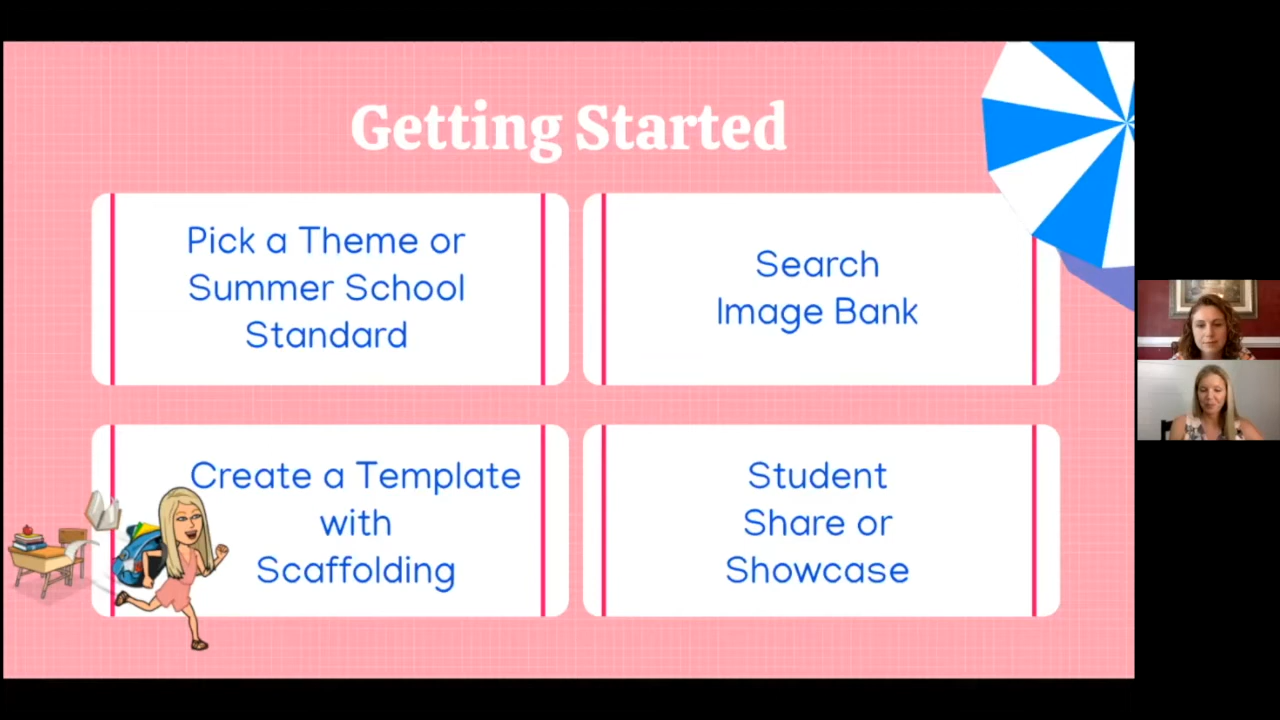 Getting Started
Pick a Theme or
Summer School
Standard
Search
Image Bank
Create a Template
with
Scaffolding
Student
Share or
Showcase